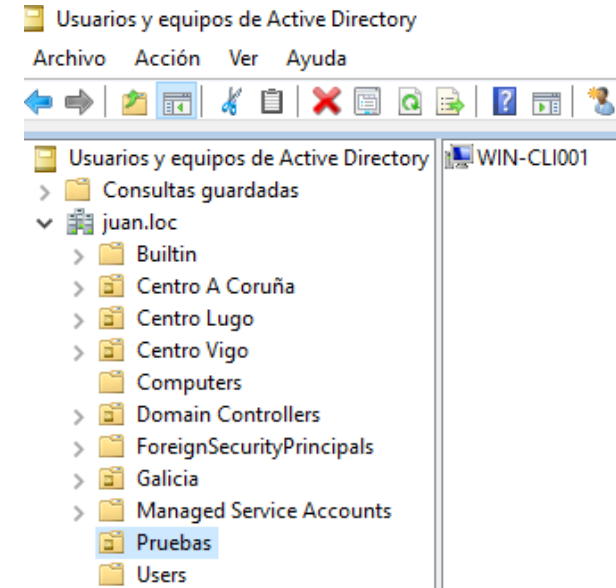 Usuarios y equipos de Active Directory
Archivo Acción Ver Ayuda
Usuarios y equipos de Active Directory
WIN-CLI001
Consultas guardadas
juan.loc
Builtin
Centro A Coruña
Centro Lugo
Centro Vigo
Computers
Domain Controllers
ForeignSecurityPrincipals
Galicia
Managed Service Accounts
Pruebas
Users